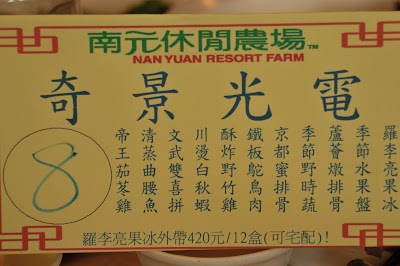 南元休閒農場™
NAN YUAN RESORT FARM
奇景光電
8
帝王茄苳雞
清蒸曲腰魚
文武雙喜拼
川燙白秋蝦
酥炸野竹雞
鐵板鴕鳥肉
京都蜜排骨
季節野時蔬
蘆薈燉排骨
季節水果盤
羅李亮果冰
羅李亮果冰外帶420元/12盒(可宅配)!